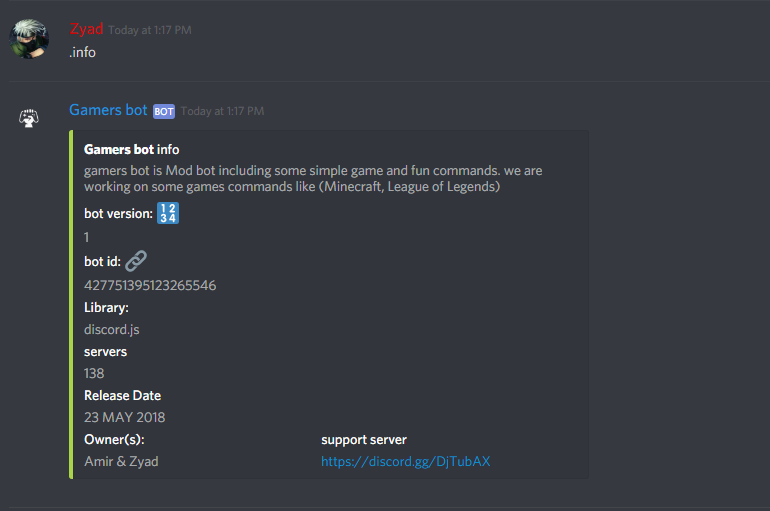 Zyad Today at 1:17 PM
.info
Gamers bot BOT Today at 1:17 PM
Gamers bot info
gamers bot is Mod bot including some simple game and fun commands. we are
working on some games commands like (Minecraft, League of Legends)
bot version: 1234
1
bot id:
427751395123265546
Library:
discord.js
servers
138
Release Date
23 MAY 2018
Owner(s): support server
Amir & Zyad https://discord.gg/DjTubAX